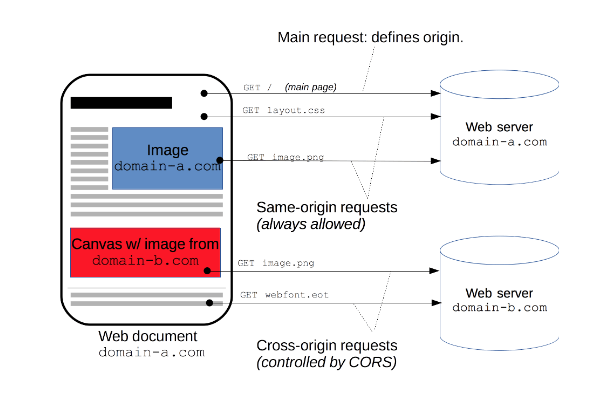 Main request: defines origin.
GET / (main page)
GET layout.css
Web server
domain-a.com
Image
domain-a.com
GET image.png
Same-origin requests
(always allowed)
Canvas w/ image from
domain-b.com
GET image.png
GET webfont.eot
Web server
domain-b.com
Web document
domain-a.com
Cross-origin requests
(controlled by CORS)